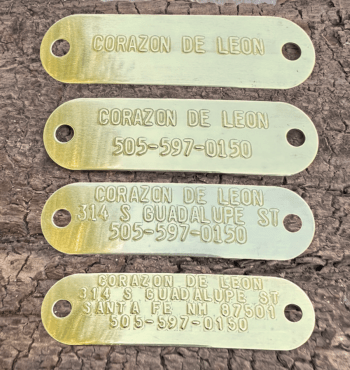 CORAZON DE LEON
CORAZON DE LEON
505-597-0150
CORAZON DE LEON
314 S GUADALUPE ST
505-597-0150
CORAZON DE LEON
314 S GUADALUPE ST
SANTA FE NM 87501
505-597-0150